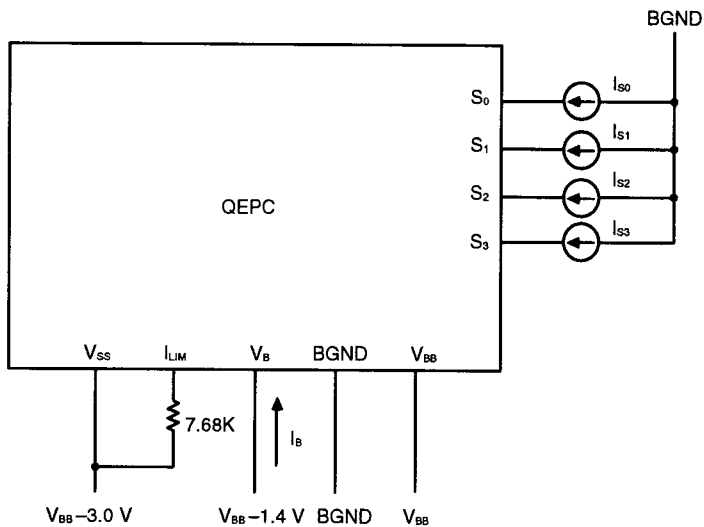 BGND
S0 IS0
S1 IS1
QEPC
S2 IS2
S3 IS3
VSS ILIM VB BGND VBB
7.68K
IB
VBB–3.0 V VBB–1.4 V BGND VBB